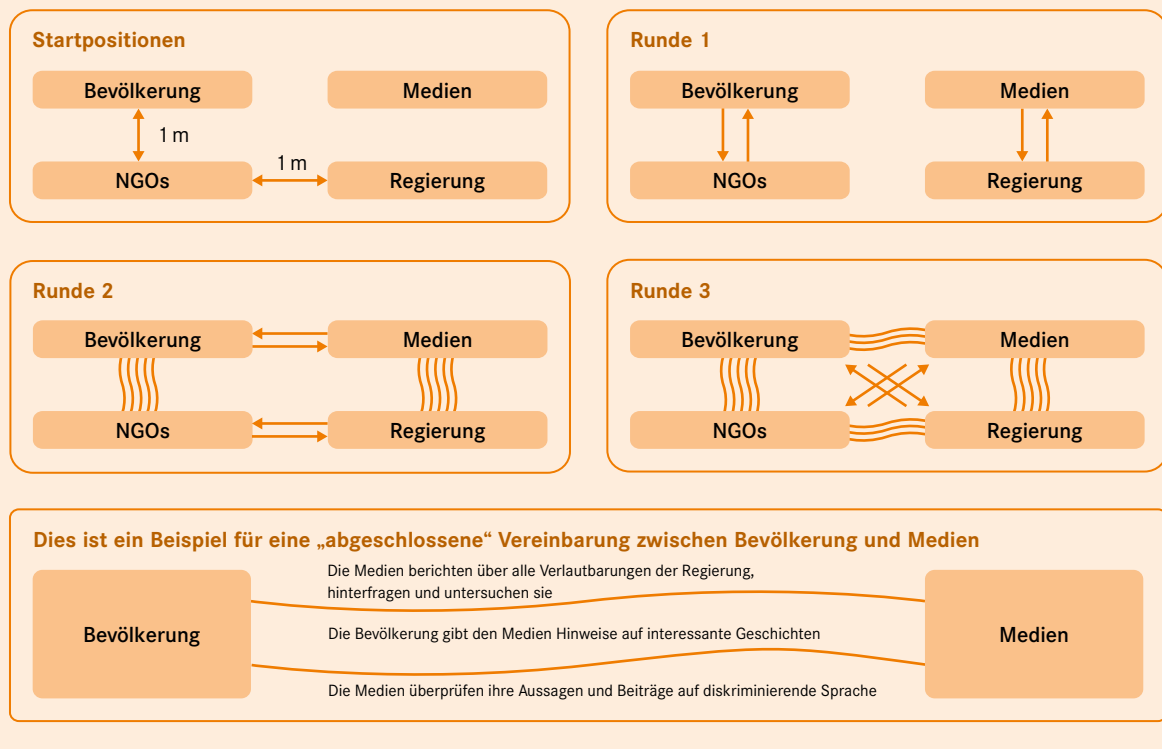 Startpositionen
Bevölkerung
Medien
1 m
1 m
NGOs
Regierung
Runde 1
Bevölkerung
Medien
NGOs
Regierung
Runde 2
Bevölkerung
Medien
NGOs
Regierung
Runde 3
Bevölkerung
Medien
NGOs
Regierung
Dies ist ein Beispiel für eine „abgeschlossene“ Vereinbarung zwischen Bevölkerung und Medien
Die Medien berichten über alle Verlautbarungen der Regierung,
hinterfragen und untersuchen sie
Bevölkerung
Die Bevölkerung gibt den Medien Hinweise auf interessante Geschichten
Medien
Die Medien überprüfen ihre Aussagen und Beiträge auf diskriminierende Sprache